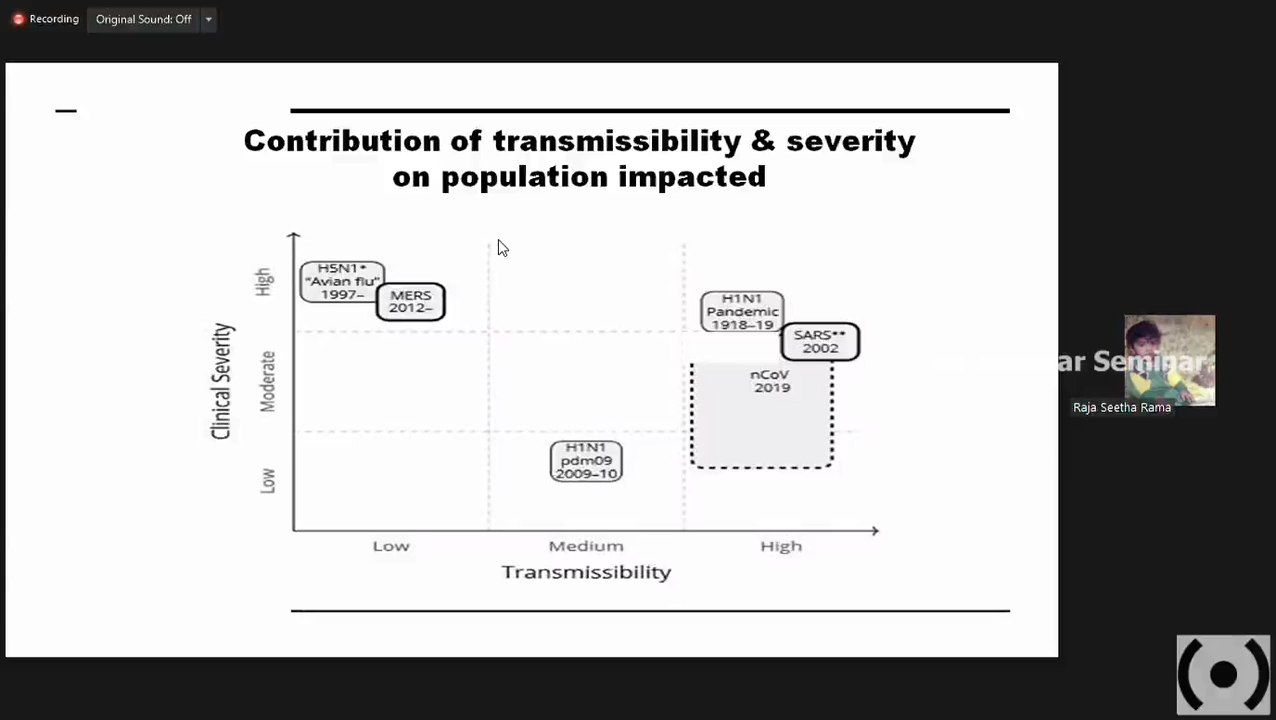 Recording
Original Sound: Off
Contribution of transmissibility & severity
on population impacted
High
Moderate
Low
Clinical Severity
H5N1*
"Avian flu"
1997–
MERS
2012–
H1N1
Pandemic
1918–19
SARS**
2002
nCoV
2019
H1N1
pdm09
2009–10
Low
Medium
High
Transmissibility
ar Seminar
Raja Seetha Rama